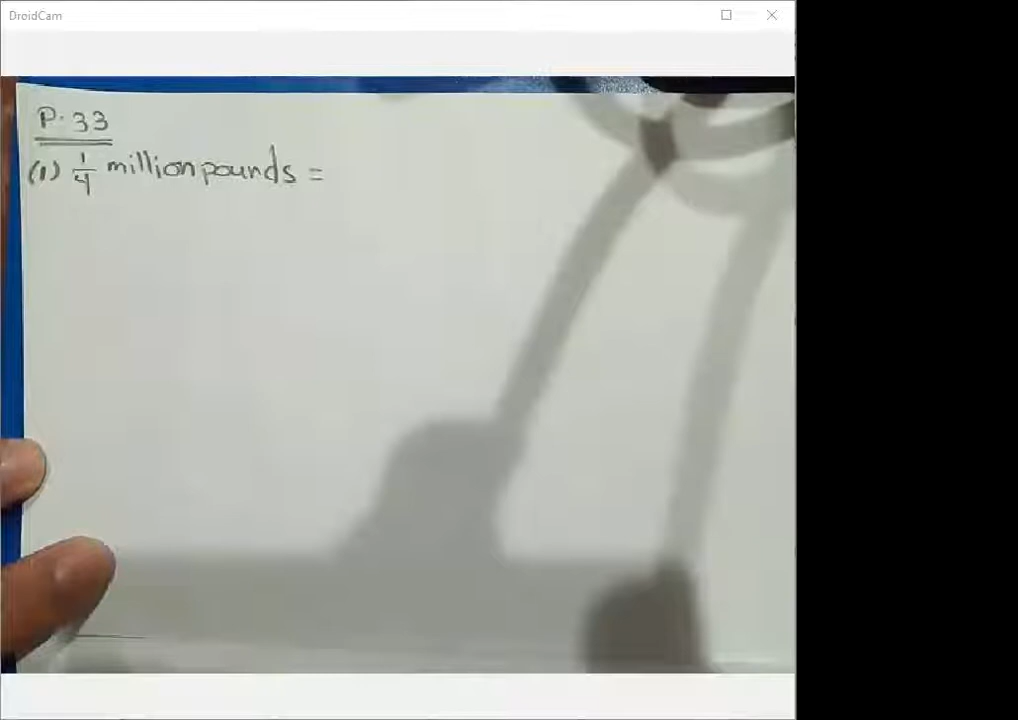 DroidCam
P. 33
(1) 1/4 million pounds =